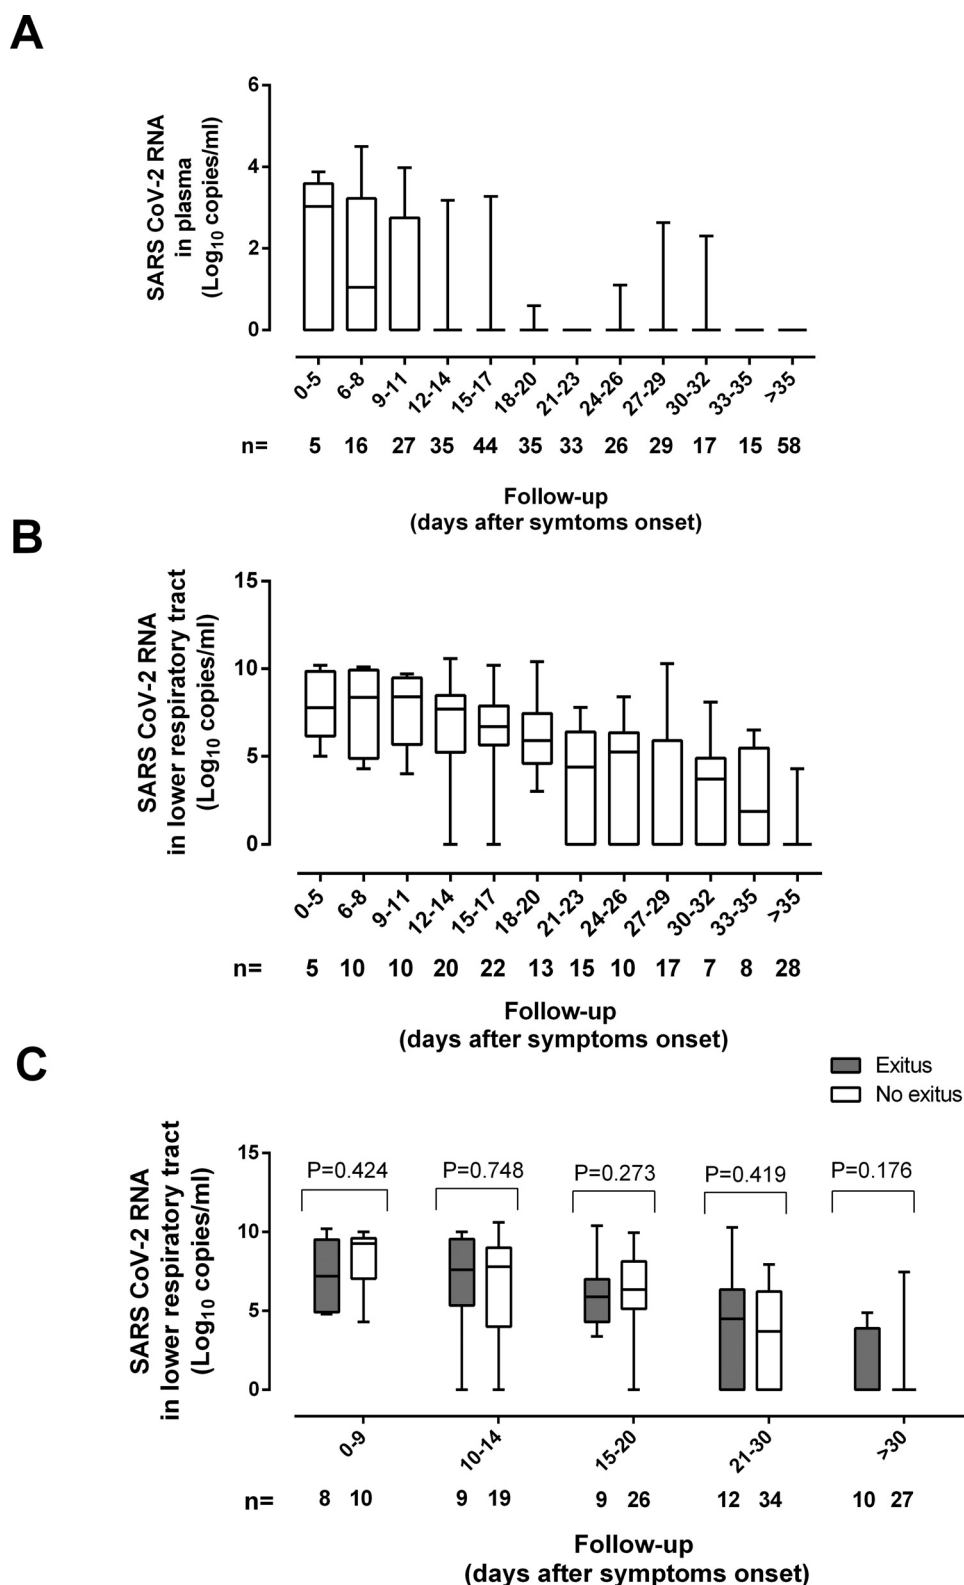 A
SARS CoV-2 RNA
in plasma
(Log10 copies/ml)
6
4
2
0
0-5 6-8 9-11 12-14 15-17 18-20 21-23 24-26 27-29 30-32 33-35 >35
n= 5 16 27 35 44 35 33 26 29 17 15 58
Follow-up
(days after symtoms onset)
B
SARS CoV-2 RNA
in lower respiratory tract
(Log10 copies/ml)
15
10
5
0
0-5 6-8 9-11 12-14 15-17 18-20 21-23 24-26 27-29 30-32 33-35 >35
n= 5 10 10 20 22 13 15 10 17 7 8 28
Follow-up
(days after symptoms onset)
C
Exitus
No exitus
SARS CoV-2 RNA
in lower respiratory tract
(Log10 copies/ml)
15
10
5
0
P=0.424 P=0.748 P=0.273 P=0.419 P=0.176
0-9 10-14 15-20 21-30 >30
n= 8 10 9 19 9 26 12 34 10 27
Follow-up
(days after symptoms onset)